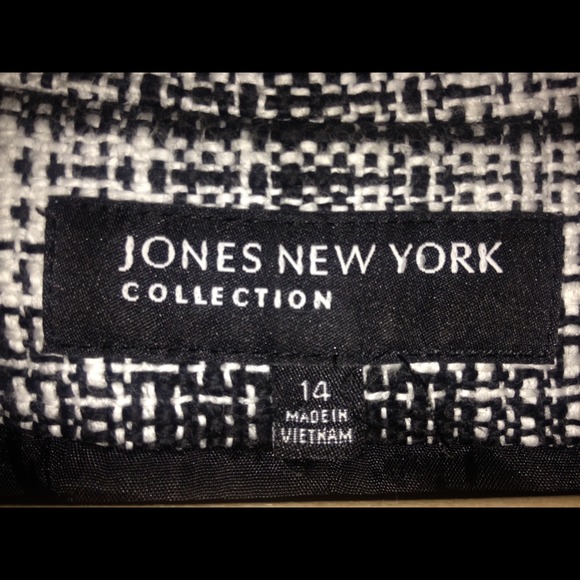 JONES NEW YORK
COLLECTION
14
MADE IN
VIETNAM